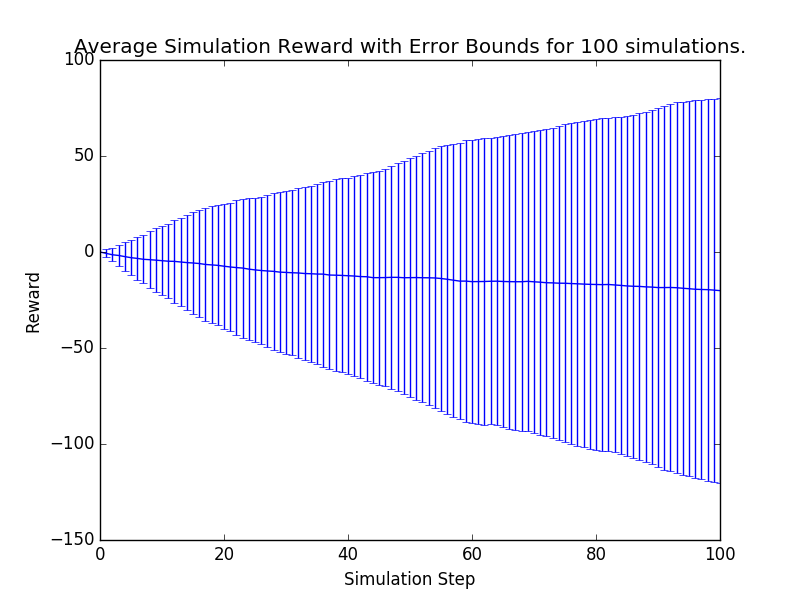 Average Simulation Reward with Error Bounds for 100 simulations.
100
50
0
−50
−100
−150
Reward
0 20 40 60 80 100
Simulation Step